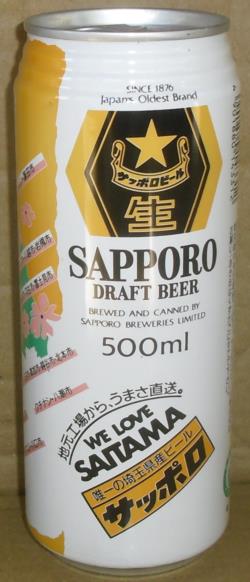 SINCE 1876
Japan's Oldest Brand
サッポロビール
生
SAPPORO
DRAFT BEER
BREWED AND CANNED BY
SAPPORO BREWERIES LIMITED
500ml
地元工場から、うまさ直送。
WE LOVE
SAITAMA
唯一の埼玉県産ビール
サッポロ